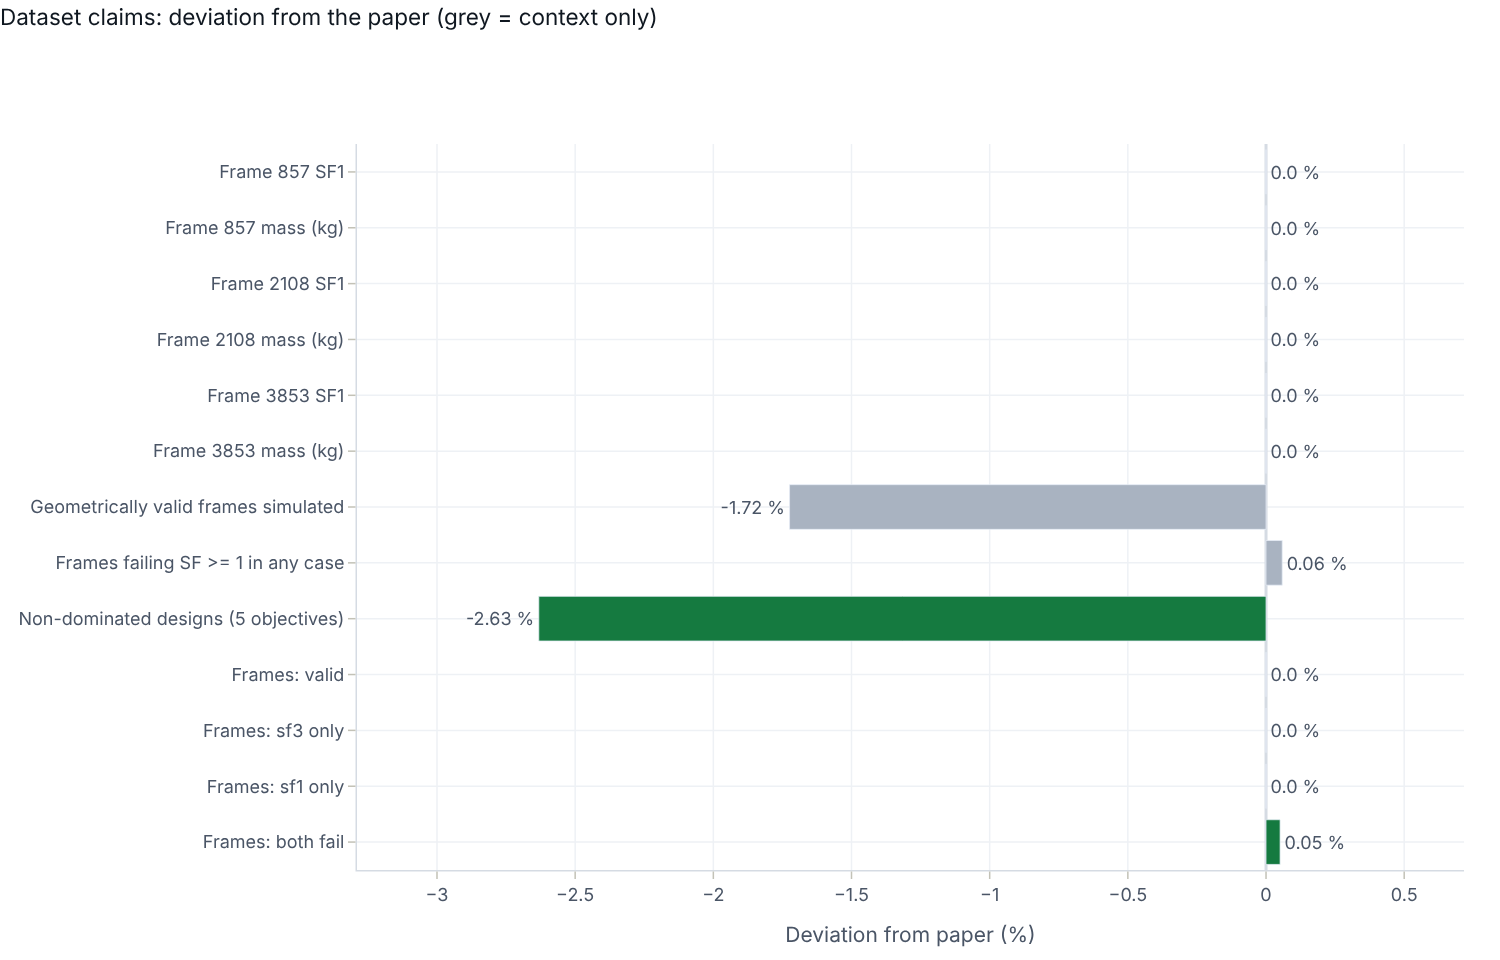 Dataset claims: deviation from the paper (grey = context only)
Frame 857 SF1 0.0 %
Frame 857 mass (kg) 0.0 %
Frame 2108 SF1 0.0 %
Frame 2108 mass (kg) 0.0 %
Frame 3853 SF1 0.0 %
Frame 3853 mass (kg) 0.0 %
Geometrically valid frames simulated -1.72 %
Frames failing SF >= 1 in any case 0.06 %
Non-dominated designs (5 objectives) -2.63 %
Frames: valid 0.0 %
Frames: sf3 only 0.0 %
Frames: sf1 only 0.0 %
Frames: both fail 0.05 %
−3 −2.5 −2 −1.5 −1 −0.5 0 0.5
Deviation from paper (%)